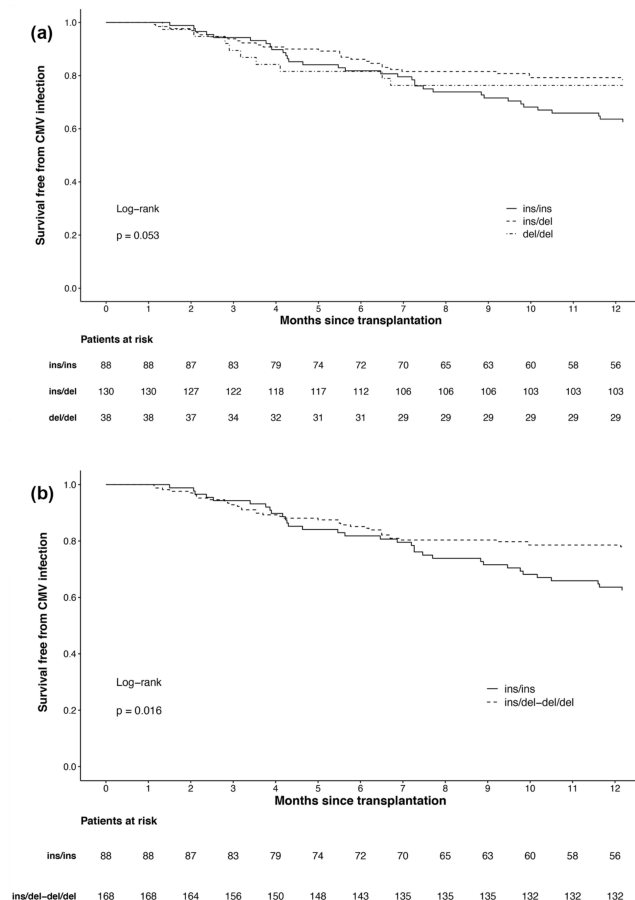 (a)
1.0
0.8
0.6
0.4
0.2
0.0
Survival free from CMV infection
Log-rank
p = 0.053
ins/ins
ins/del
del/del
0 1 2 3 4 5 6 7 8 9 10 11 12
Months since transplantation
Patients at risk
ins/ins 88 88 87 83 79 74 72 70 65 63 60 58 56
ins/del 130 130 127 122 118 117 112 106 106 106 103 103 103
del/del 38 38 37 34 32 31 31 29 29 29 29 29 29
(b)
1.0
0.8
0.6
0.4
0.2
0.0
Survival free from CMV infection
Log-rank
p = 0.016
ins/ins
ins/del-del/del
0 1 2 3 4 5 6 7 8 9 10 11 12
Months since transplantation
Patients at risk
ins/ins 88 88 87 83 79 74 72 70 65 63 60 58 56
ins/del-del/del 168 168 164 156 150 148 143 135 135 135 132 132 132